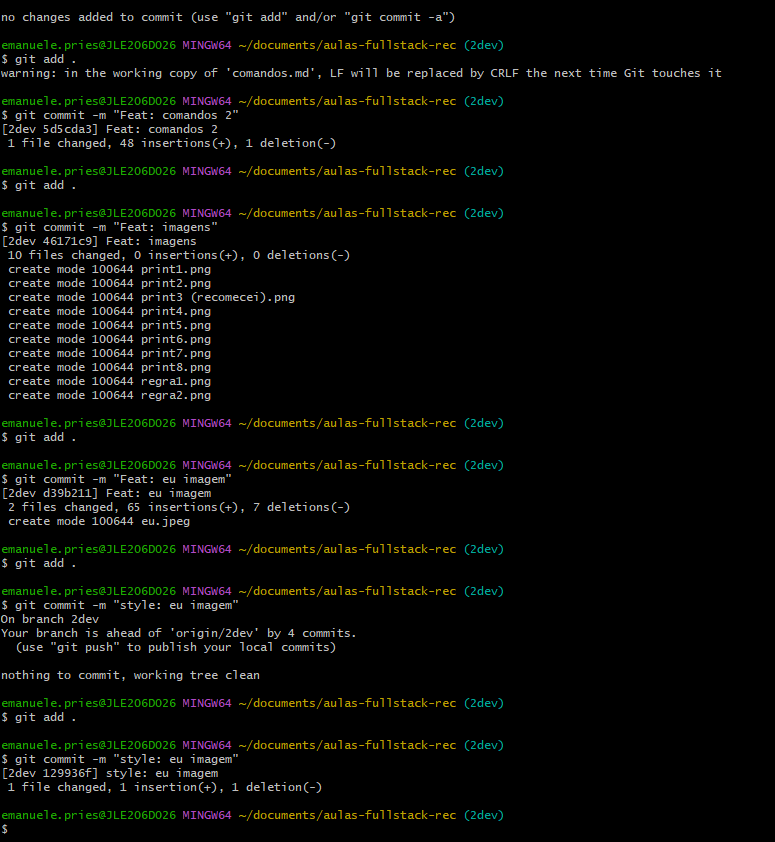 no changes added to commit (use "git add" and/or "git commit -a")
emanuele.pries@JLE206D026 MINGW64 ~/documents/aulas-fullstack-rec (2dev)
$ git add .
warning: in the working copy of 'comandos.md', LF will be replaced by CRLF the next time Git touches it
emanuele.pries@JLE206D026 MINGW64 ~/documents/aulas-fullstack-rec (2dev)
$ git commit -m "Feat: comandos 2"
[2dev 5d5cda3] Feat: comandos 2
1 file changed, 48 insertions(+), 1 deletion(-)
emanuele.pries@JLE206D026 MINGW64 ~/documents/aulas-fullstack-rec (2dev)
$ git add .
emanuele.pries@JLE206D026 MINGW64 ~/documents/aulas-fullstack-rec (2dev)
$ git commit -m "Feat: imagens"
[2dev 46171c9] Feat: imagens
10 files changed, 0 insertions(+), 0 deletions(-)
create mode 100644 print1.png
create mode 100644 print2.png
create mode 100644 print3 (recomecei).png
create mode 100644 print4.png
create mode 100644 print5.png
create mode 100644 print6.png
create mode 100644 print7.png
create mode 100644 print8.png
create mode 100644 regra1.png
create mode 100644 regra2.png
emanuele.pries@JLE206D026 MINGW64 ~/documents/aulas-fullstack-rec (2dev)
$ git add .
emanuele.pries@JLE206D026 MINGW64 ~/documents/aulas-fullstack-rec (2dev)
$ git commit -m "Feat: eu imagem"
[2dev d39b211] Feat: eu imagem
2 files changed, 65 insertions(+), 7 deletions(-)
create mode 100644 eu.jpeg
emanuele.pries@JLE206D026 MINGW64 ~/documents/aulas-fullstack-rec (2dev)
$ git add .
emanuele.pries@JLE206D026 MINGW64 ~/documents/aulas-fullstack-rec (2dev)
$ git commit -m "style: eu imagem"
On branch 2dev
Your branch is ahead of 'origin/2dev' by 4 commits.
(use "git push" to publish your local commits)
nothing to commit, working tree clean
emanuele.pries@JLE206D026 MINGW64 ~/documents/aulas-fullstack-rec (2dev)
$ git add .
emanuele.pries@JLE206D026 MINGW64 ~/documents/aulas-fullstack-rec (2dev)
$ git commit -m "style: eu imagem"
[2dev 129936f] style: eu imagem
1 file changed, 1 insertion(+), 1 deletion(-)
emanuele.pries@JLE206D026 MINGW64 ~/documents/aulas-fullstack-rec (2dev)
$